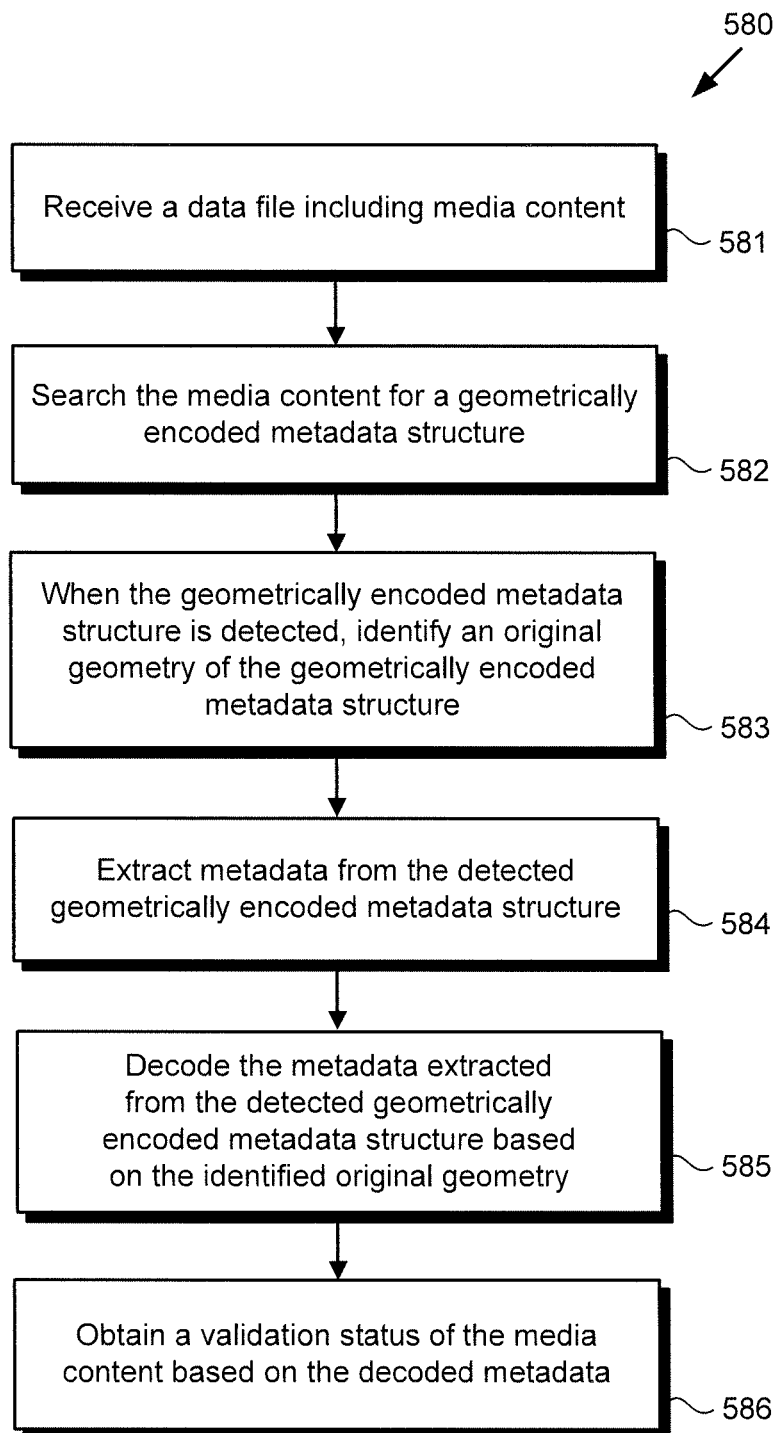 580
Receive a data file including media content
581
Search the media content for a geometrically
encoded metadata structure
582
When the geometrically encoded metadata
structure is detected, identify an original
geometry of the geometrically encoded
metadata structure
583
Extract metadata from the detected
geometrically encoded metadata structure
584
Decode the metadata extracted
from the detected geometrically
encoded metadata structure based
on the identified original geometry
585
Obtain a validation status of the media
content based on the decoded metadata
586